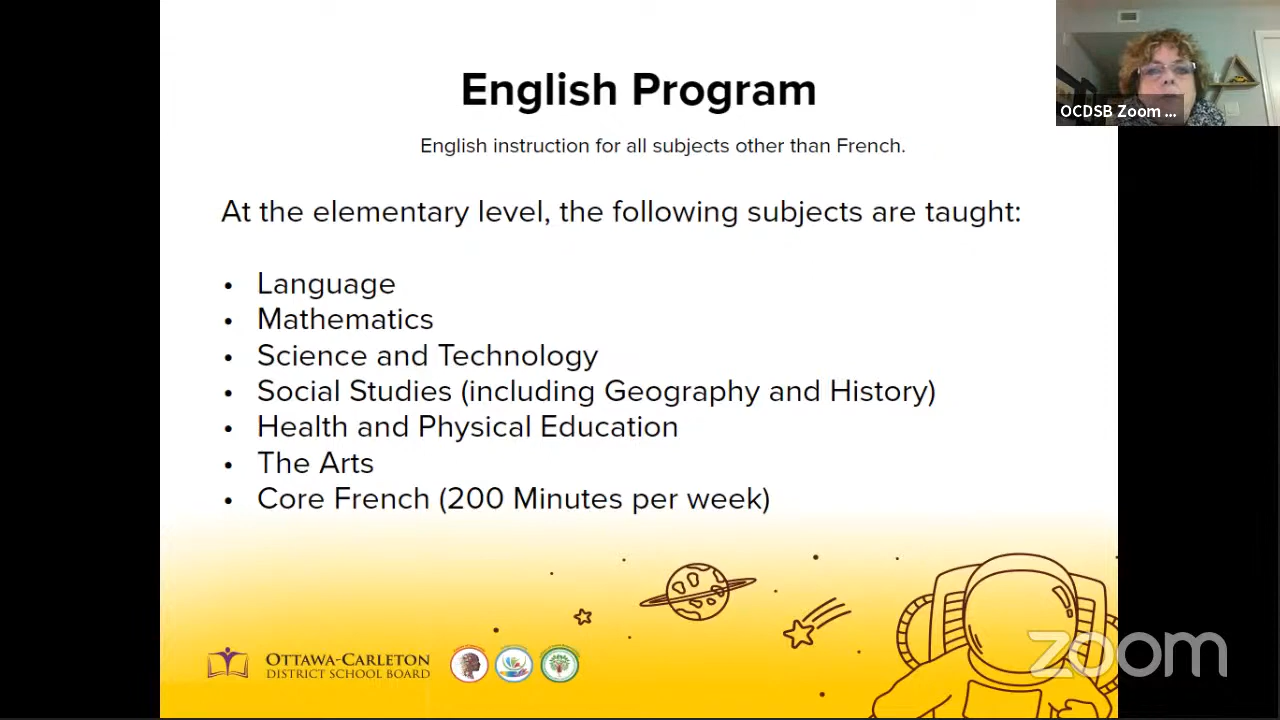 English Program
OCDSB Zoom ...
English instruction for all subjects other than French.
At the elementary level, the following subjects are taught:
• Language
• Mathematics
• Science and Technology
• Social Studies (including Geography and History)
• Health and Physical Education
• The Arts
• Core French (200 Minutes per week)
OTTAWA-CARLETON
DISTRICT SCHOOL BOARD
zoom